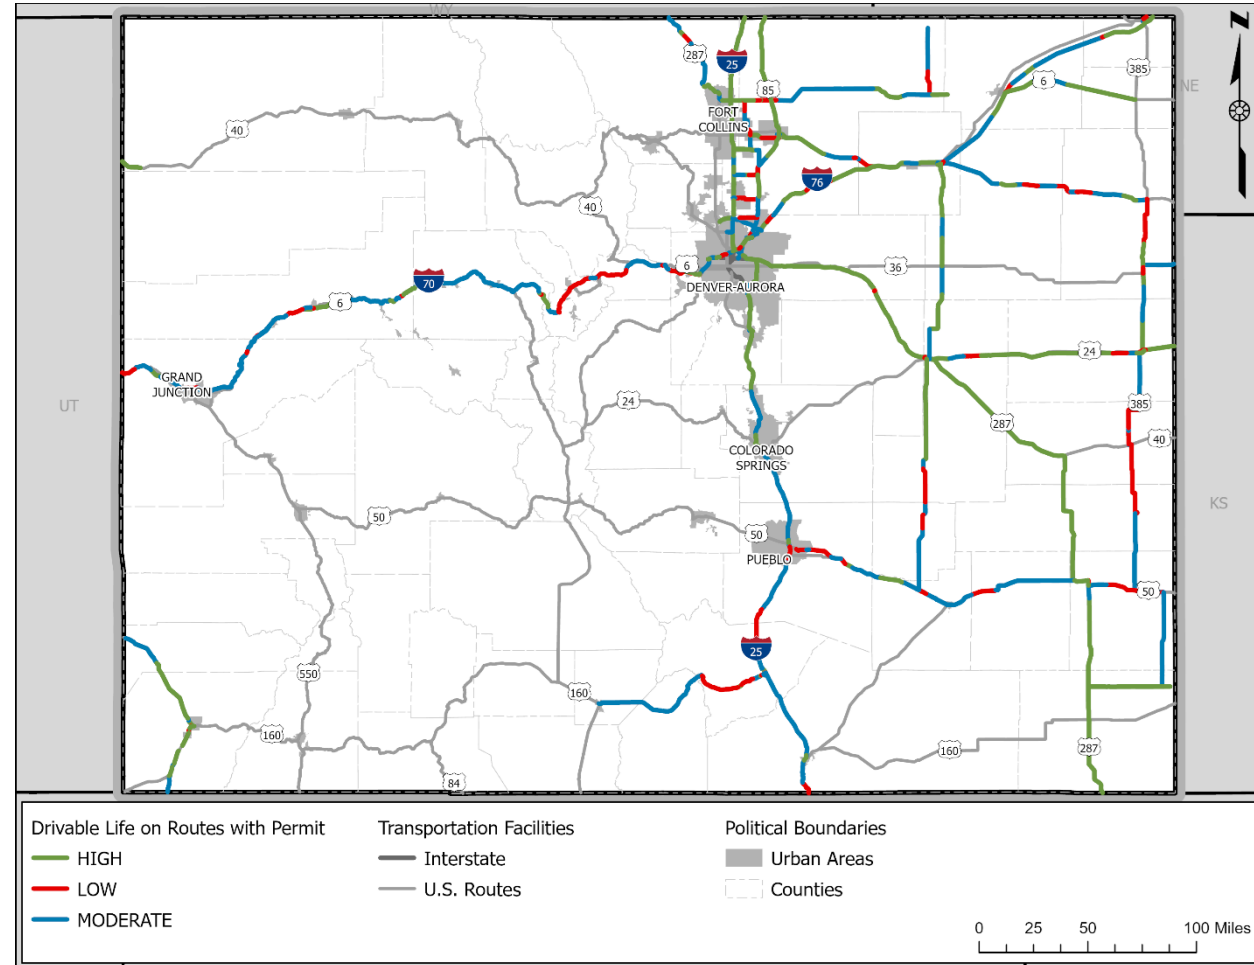 WY
N
287
25
385
6
NE
85
FORT
COLLINS
40
76
40
6
36
70
DENVER-AURORA
6
24
GRAND
JUNCTION
UT
24
385
287
40
COLORADO
SPRINGS
50
KS
50
PUEBLO
50
25
550
160
160
160
287
84
Drivable Life on Routes with Permit
HIGH
LOW
MODERATE
Transportation Facilities
Interstate
U.S. Routes
Political Boundaries
Urban Areas
Counties
0 25 50 100 Miles